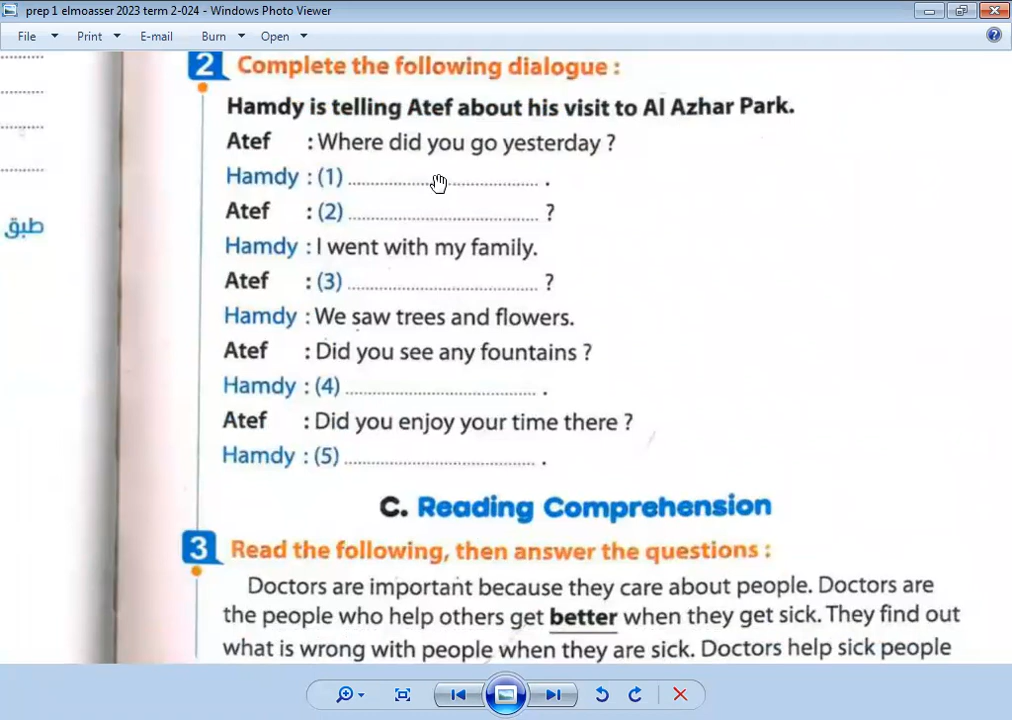 prep 1 elmoasser 2023 term 2-024 - Windows Photo Viewer
File Print E-mail Burn Open
2 Complete the following dialogue :
Hamdy is telling Atef about his visit to Al Azhar Park.
Atef : Where did you go yesterday ?
Hamdy : (1) .................................... .
Atef : (2) .................................... ?
طبق
Hamdy : I went with my family.
Atef : (3) .................................... ?
Hamdy : We saw trees and flowers.
Atef : Did you see any fountains ?
Hamdy : (4) .................................... .
Atef : Did you enjoy your time there ?
Hamdy : (5) .................................... .
C. Reading Comprehension
3 Read the following, then answer the questions :
Doctors are important because they care about people. Doctors are
the people who help others get better when they get sick. They find out
what is wrong with people when they are sick. Doctors help sick people